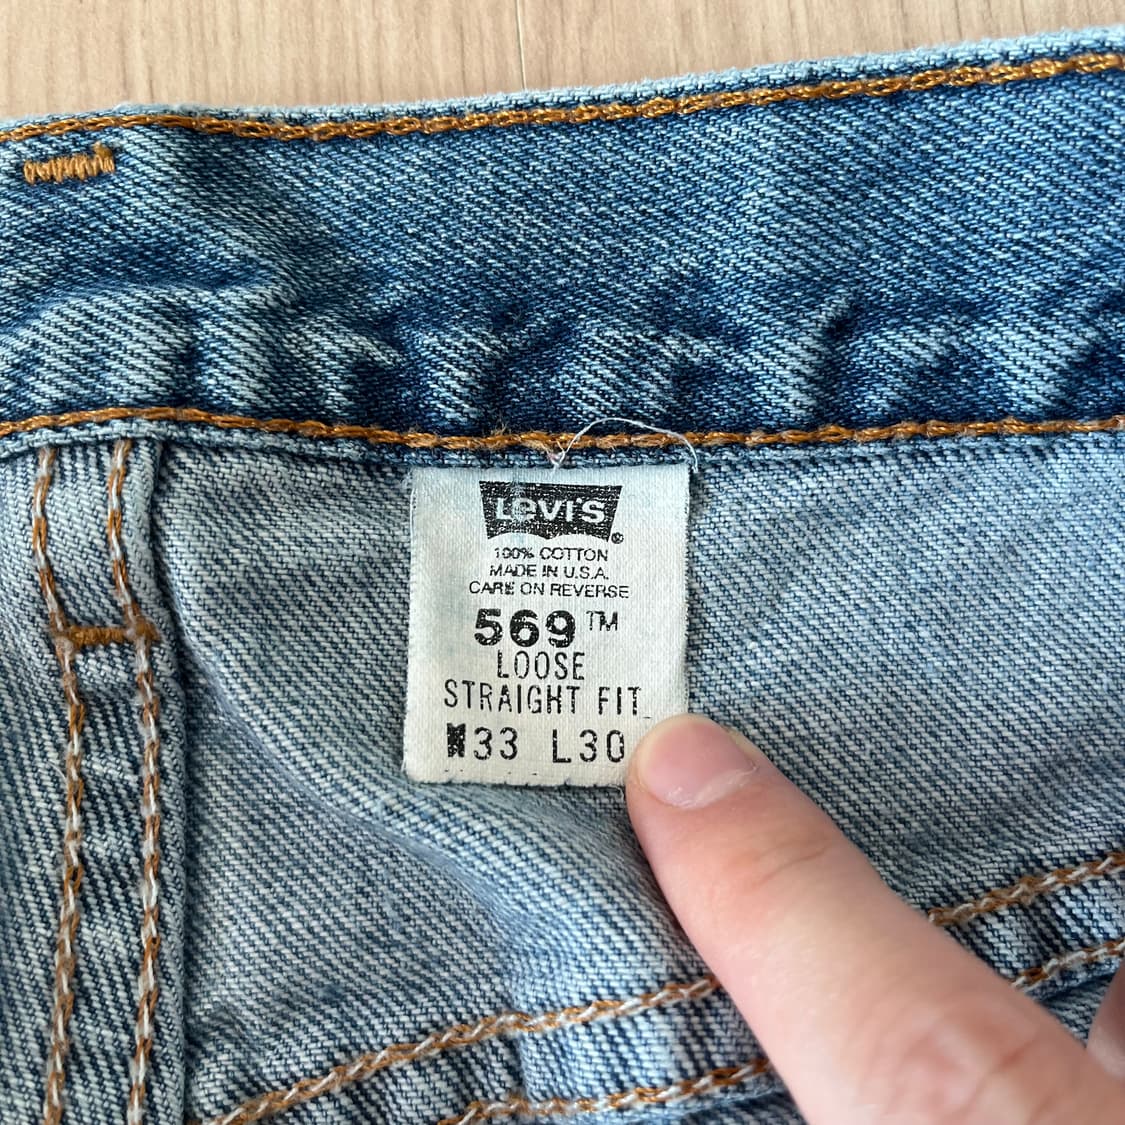 LEVI'S®
100% COTTON
MADE IN U.S.A.
CARE ON REVERSE
569™
LOOSE
STRAIGHT FIT
W33 L30